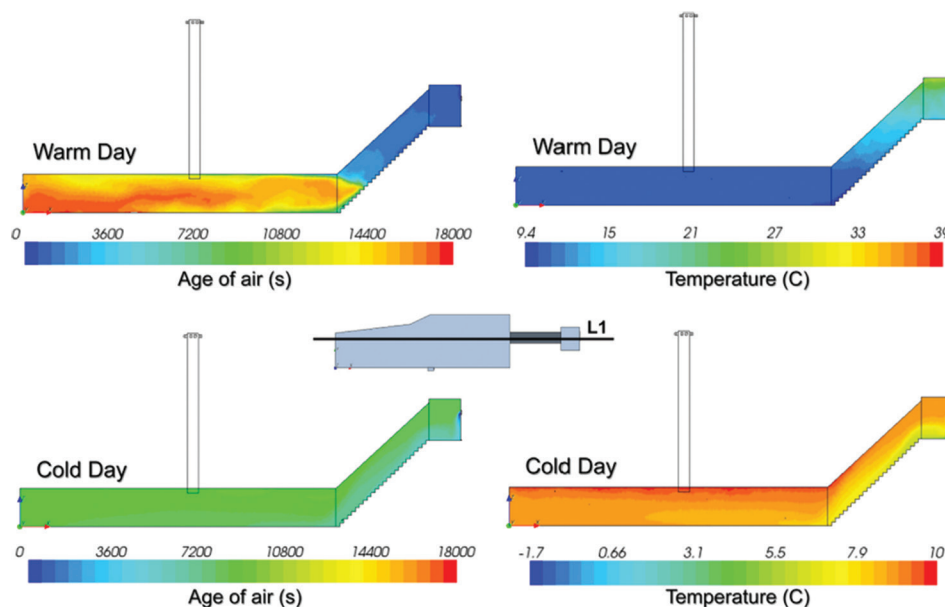 Warm Day
0 3600 7200 10800 14400 18000
Age of air (s)
Warm Day
9.4 15 21 27 33 39
Temperature (C)
L1
Cold Day
0 3600 7200 10800 14400 18000
Age of air (s)
Cold Day
-1.7 0.66 3.1 5.5 7.9 10
Temperature (C)